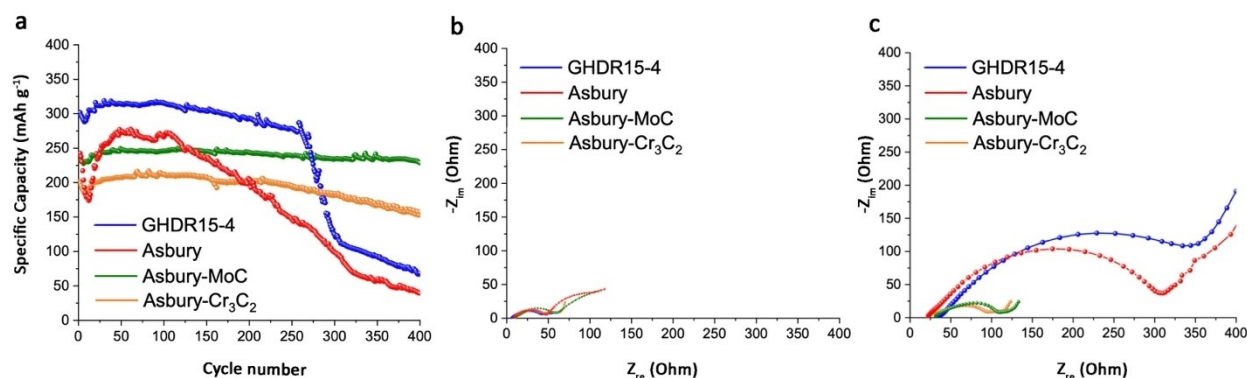 a
Specific Capacity (mAh g⁻¹)
400
350
300
250
200
150
100
50
0
GHDR15-4
Asbury
Asbury-MoC
Asbury-Cr₃C₂
0 50 100 150 200 250 300 350 400
Cycle number
b
-Z_Im (Ohm)
400
350
300
250
200
150
100
50
0
GHDR15-4
Asbury
Asbury-MoC
Asbury-Cr₃C₂
0 50 100 150 200 250 300 350 400
Z_re (Ohm)
c
-Z_Im (Ohm)
400
350
300
250
200
150
100
50
0
GHDR15-4
Asbury
Asbury-MoC
Asbury-Cr₃C₂
0 50 100 150 200 250 300 350 400
Z_re (Ohm)